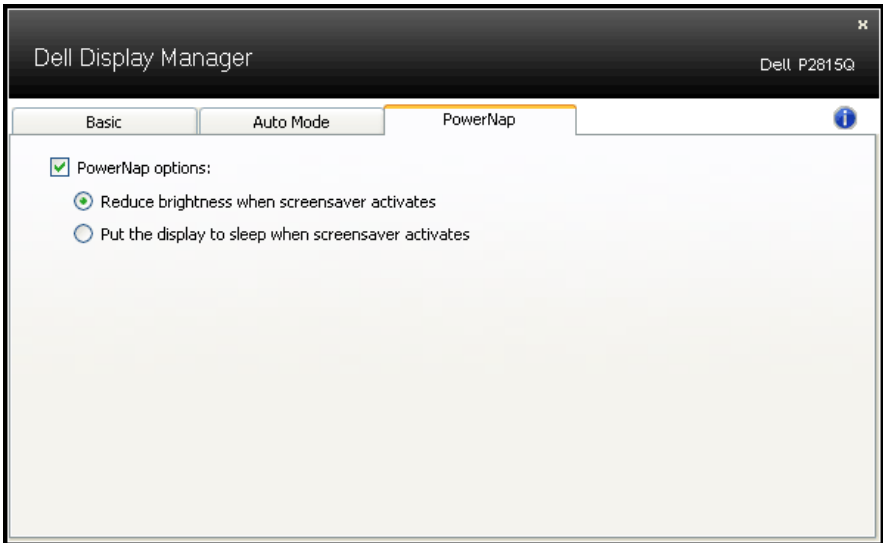 Dell Display Manager
Dell P2815Q
Basic
Auto Mode
PowerNap
PowerNap options:
Reduce brightness when screensaver activates
Put the display to sleep when screensaver activates